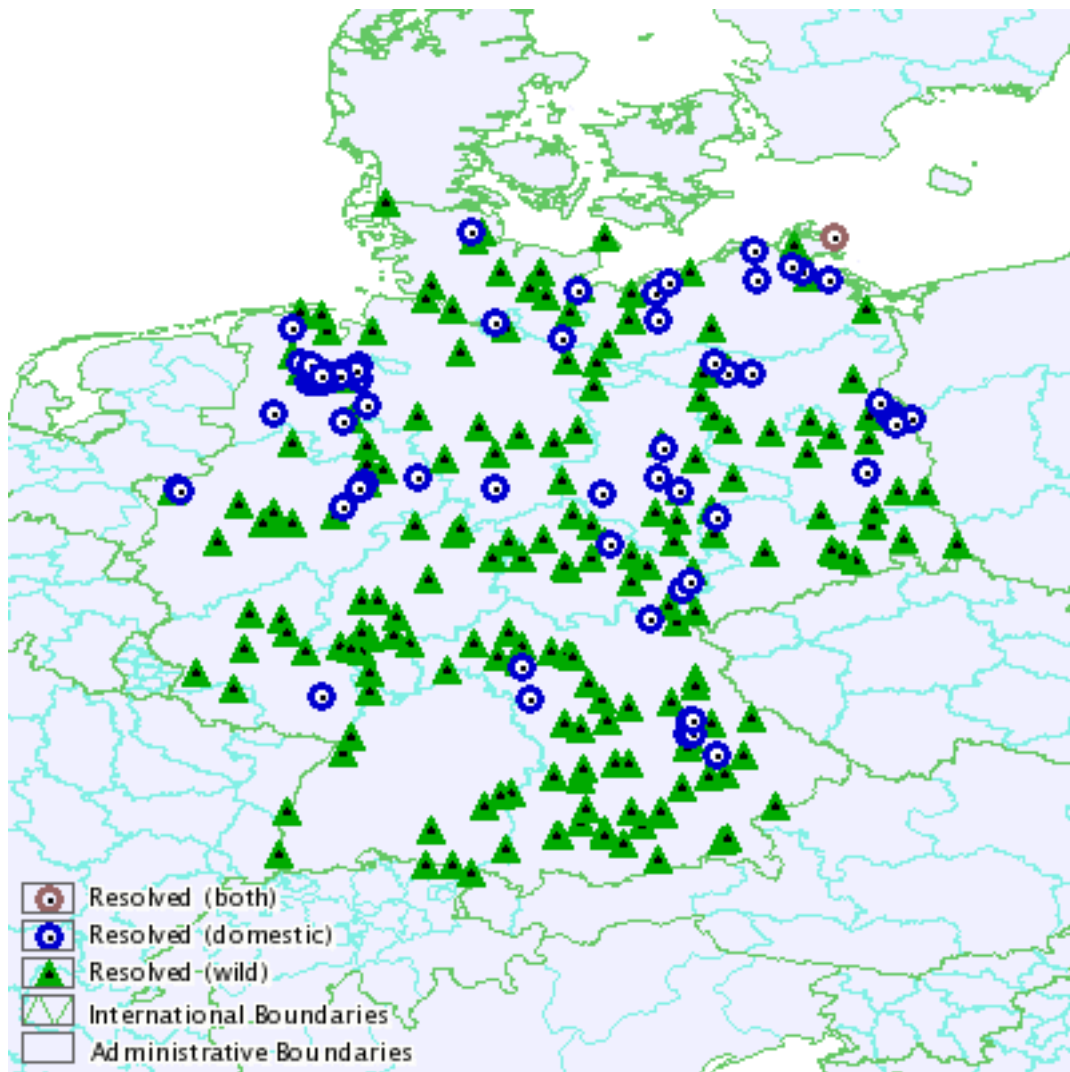 Resolved (both)
Resolved (domestic)
Resolved (wild)
International Boundaries
Administrative Boundaries